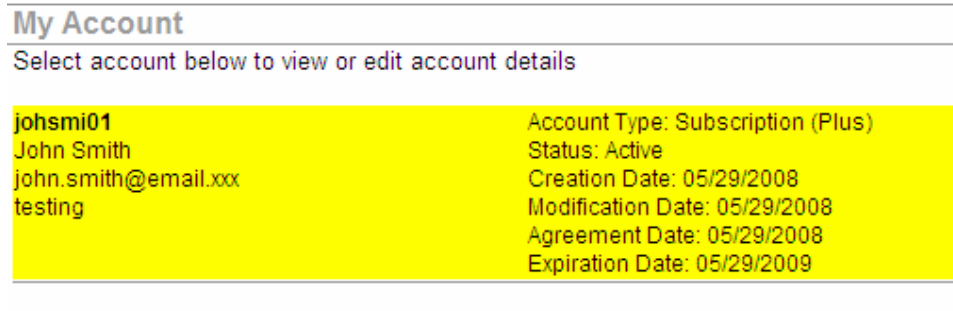 My Account
Select account below to view or edit account details
johsmi01
John Smith
john.smith@email.xxx
testing
Account Type: Subscription (Plus)
Status: Active
Creation Date: 05/29/2008
Modification Date: 05/29/2008
Agreement Date: 05/29/2008
Expiration Date: 05/29/2009